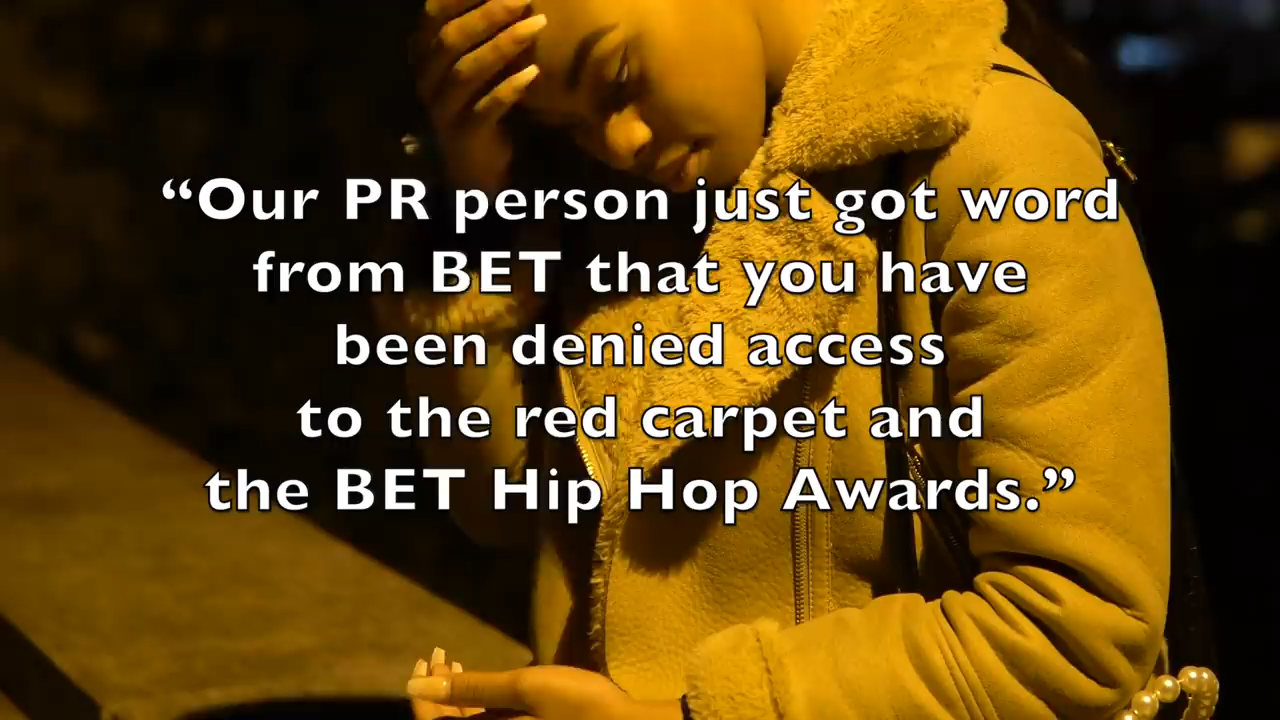 “Our PR person just got word
from BET that you have
been denied access
to the red carpet and
the BET Hip Hop Awards.”